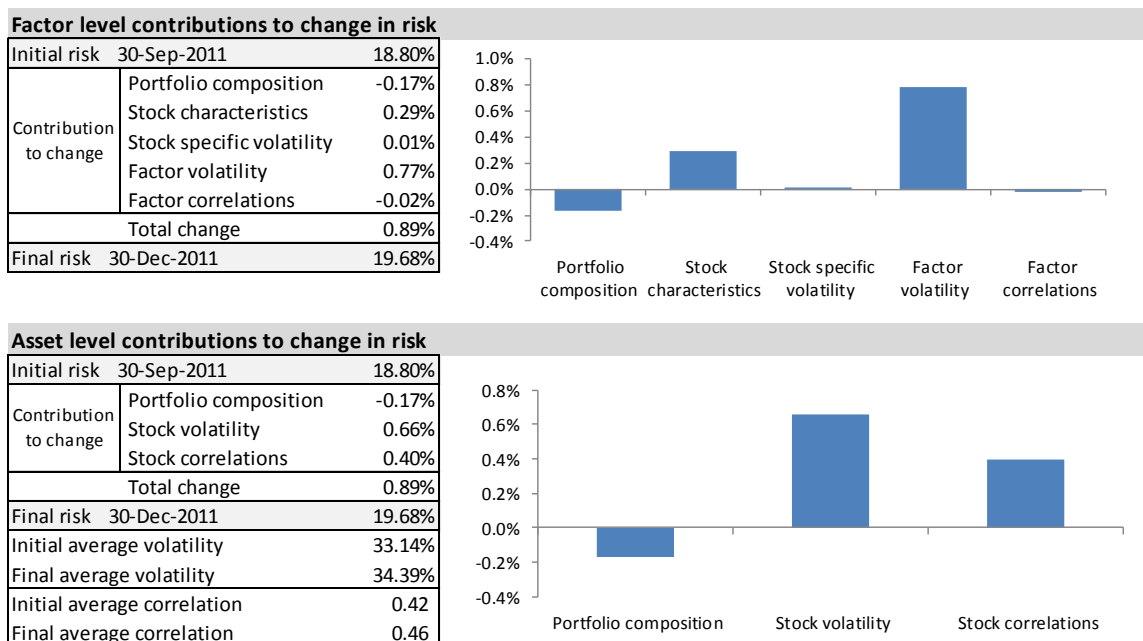 Factor level contributions to change in risk
Initial risk 30-Sep-2011 18.80%
Contribution to change
Portfolio composition -0.17%
Stock characteristics 0.29%
Stock specific volatility 0.01%
Factor volatility 0.77%
Factor correlations -0.02%
Total change 0.89%
Final risk 30-Dec-2011 19.68%
1.0%
0.8%
0.6%
0.4%
0.2%
0.0%
-0.2%
-0.4%
Portfolio composition
Stock characteristics
Stock specific volatility
Factor volatility
Factor correlations
Asset level contributions to change in risk
Initial risk 30-Sep-2011 18.80%
Contribution to change
Portfolio composition -0.17%
Stock volatility 0.66%
Stock correlations 0.40%
Total change 0.89%
Final risk 30-Dec-2011 19.68%
Initial average volatility 33.14%
Final average volatility 34.39%
Initial average correlation 0.42
Final average correlation 0.46
0.8%
0.6%
0.4%
0.2%
0.0%
-0.2%
-0.4%
Portfolio composition
Stock volatility
Stock correlations